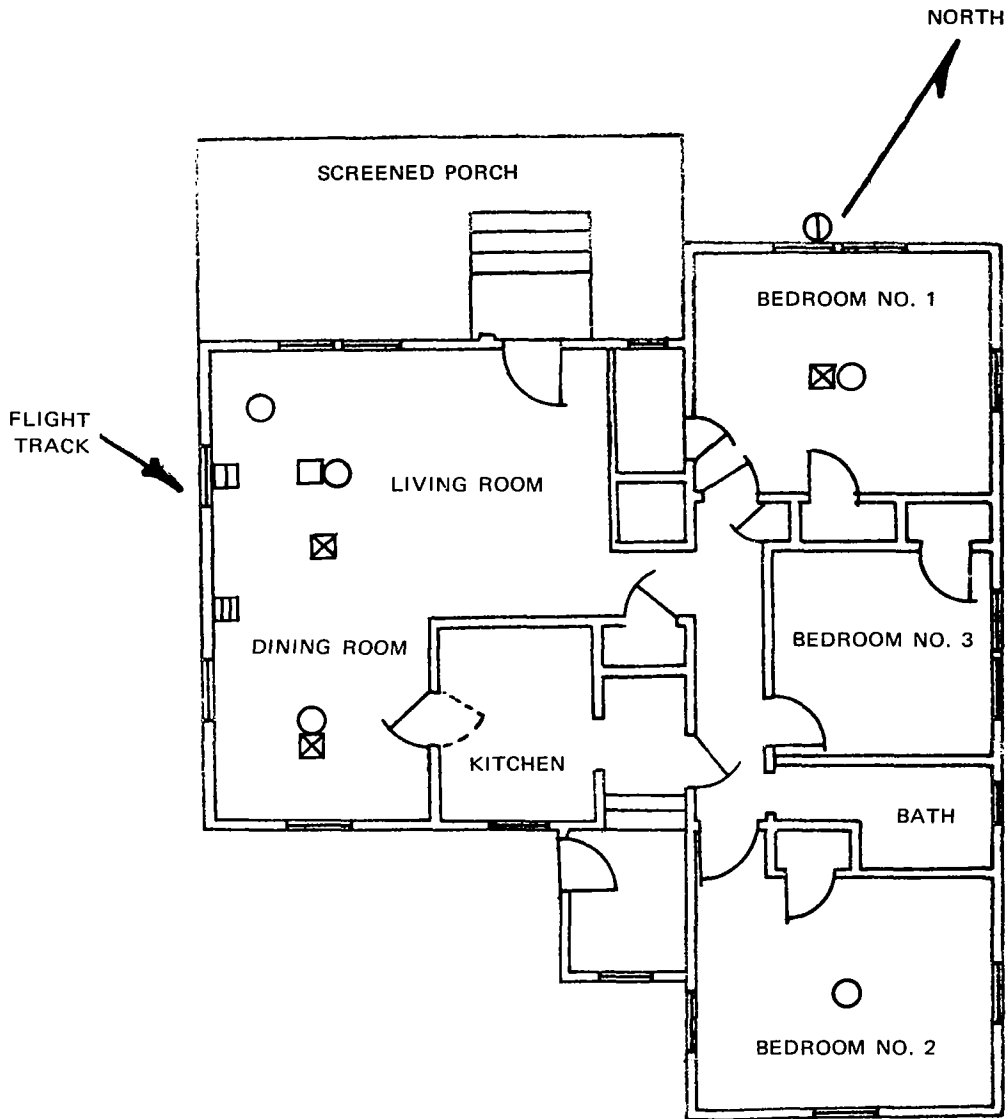 NORTH
SCREENED PORCH
BEDROOM NO. 1
FLIGHT
TRACK
LIVING ROOM
DINING ROOM
BEDROOM NO. 3
KITCHEN
BATH
BEDROOM NO. 2